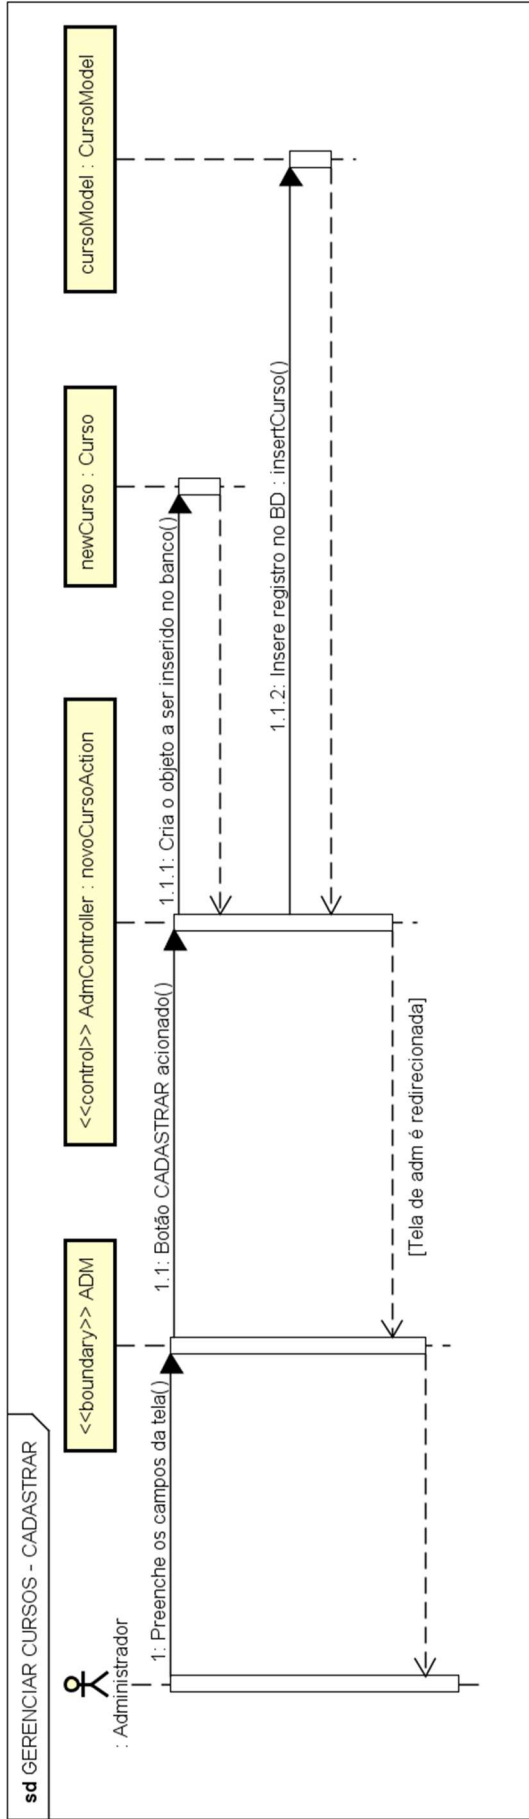 sd GERENCIAR CURSOS - CADASTRAR
: Administrador
<<boundary>> ADM
<<control>> AdmController : novoCursoAction
newCurso : Curso
cursoModel : CursoModel
1: Preenche os campos da tela()
1.1: Botão CADASTRAR acionado()
1.1.1: Cria o objeto a ser inserido no banco()
1.1.2: Insere registro no BD : insertCurso()
[Tela de adm é redirecionada]